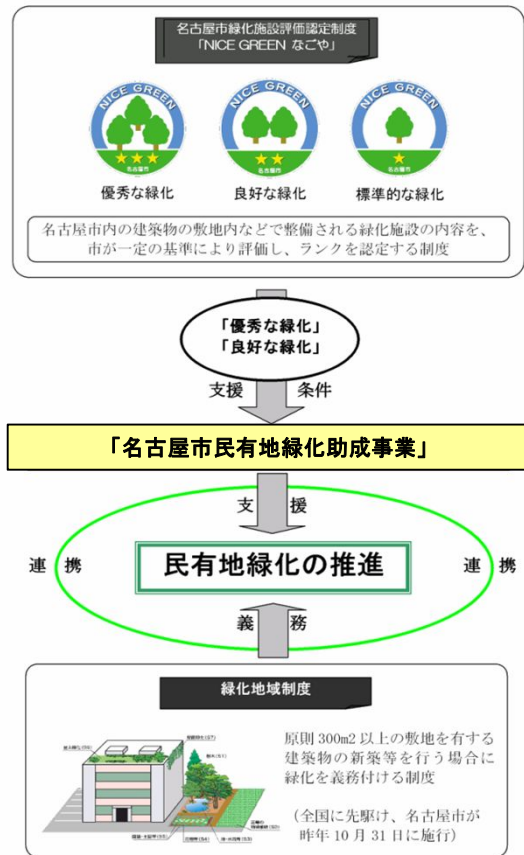 名古屋市緑化施設評価認定制度
「NICE GREEN なごや」
NICE GREEN
名古屋市
NICE GREEN
名古屋市
NICE GREEN
名古屋市
優秀な緑化
良好な緑化
標準的な緑化
名古屋市内の建築物の敷地内などで整備される緑化施設の内容を、
市が一定の基準により評価し、ランクを認定する制度
「優秀な緑化」
「良好な緑化」
支援 条件
「名古屋市民有地緑化助成事業」
支 援
連 携
民有地緑化の推進
連 携
義 務
緑化地域制度
原則 300m2 以上の敷地を有する
建築物の新築等を行う場合に
緑化を義務付ける制度
(全国に先駆け、名古屋市が
昨年 10 月 31 日に施行)